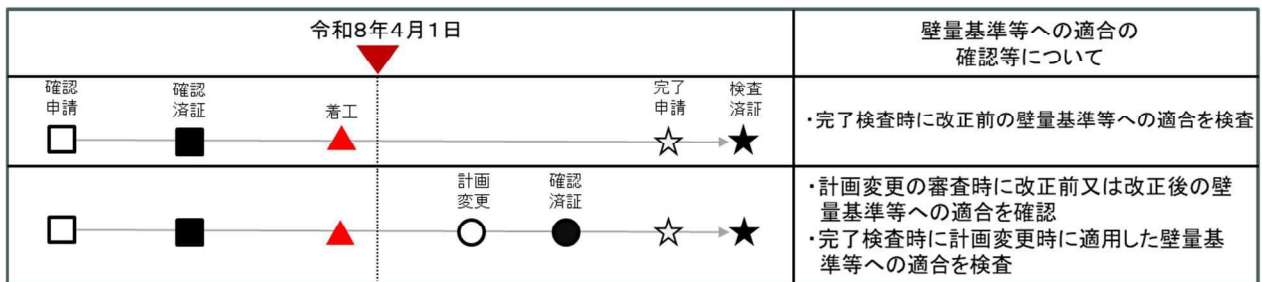 令和8年4月1日
壁量基準等への適合の
確認等について
確認
申請
確認
済証
着工
完了
申請
検査
済証
・完了検査時に改正前の壁量基準等への適合を検査
計画
変更
確認
済証
・計画変更の審査時に改正前又は改正後の壁
量基準等への適合を確認
・完了検査時に計画変更時に適用した壁量基
準等への適合を検査